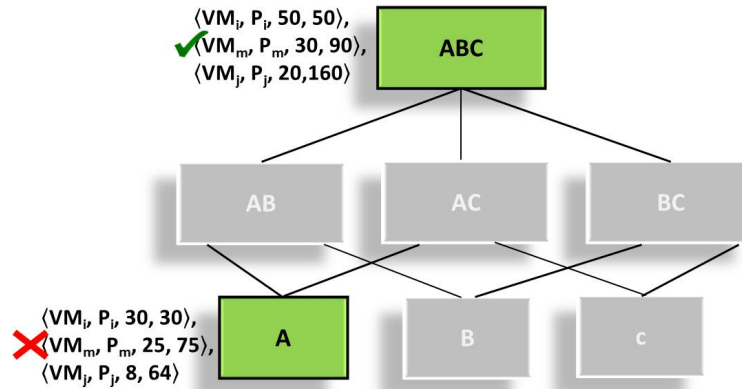 ⟨VMᵢ, Pᵢ, 50, 50⟩,
⟨VMₘ, Pₘ, 30, 90⟩,
⟨VMⱼ, Pⱼ, 20,160⟩
ABC
AB
AC
BC
⟨VMᵢ, Pᵢ, 30, 30⟩,
⟨VMₘ, Pₘ, 25, 75⟩,
⟨VMⱼ, Pⱼ, 8, 64⟩
A
B
c